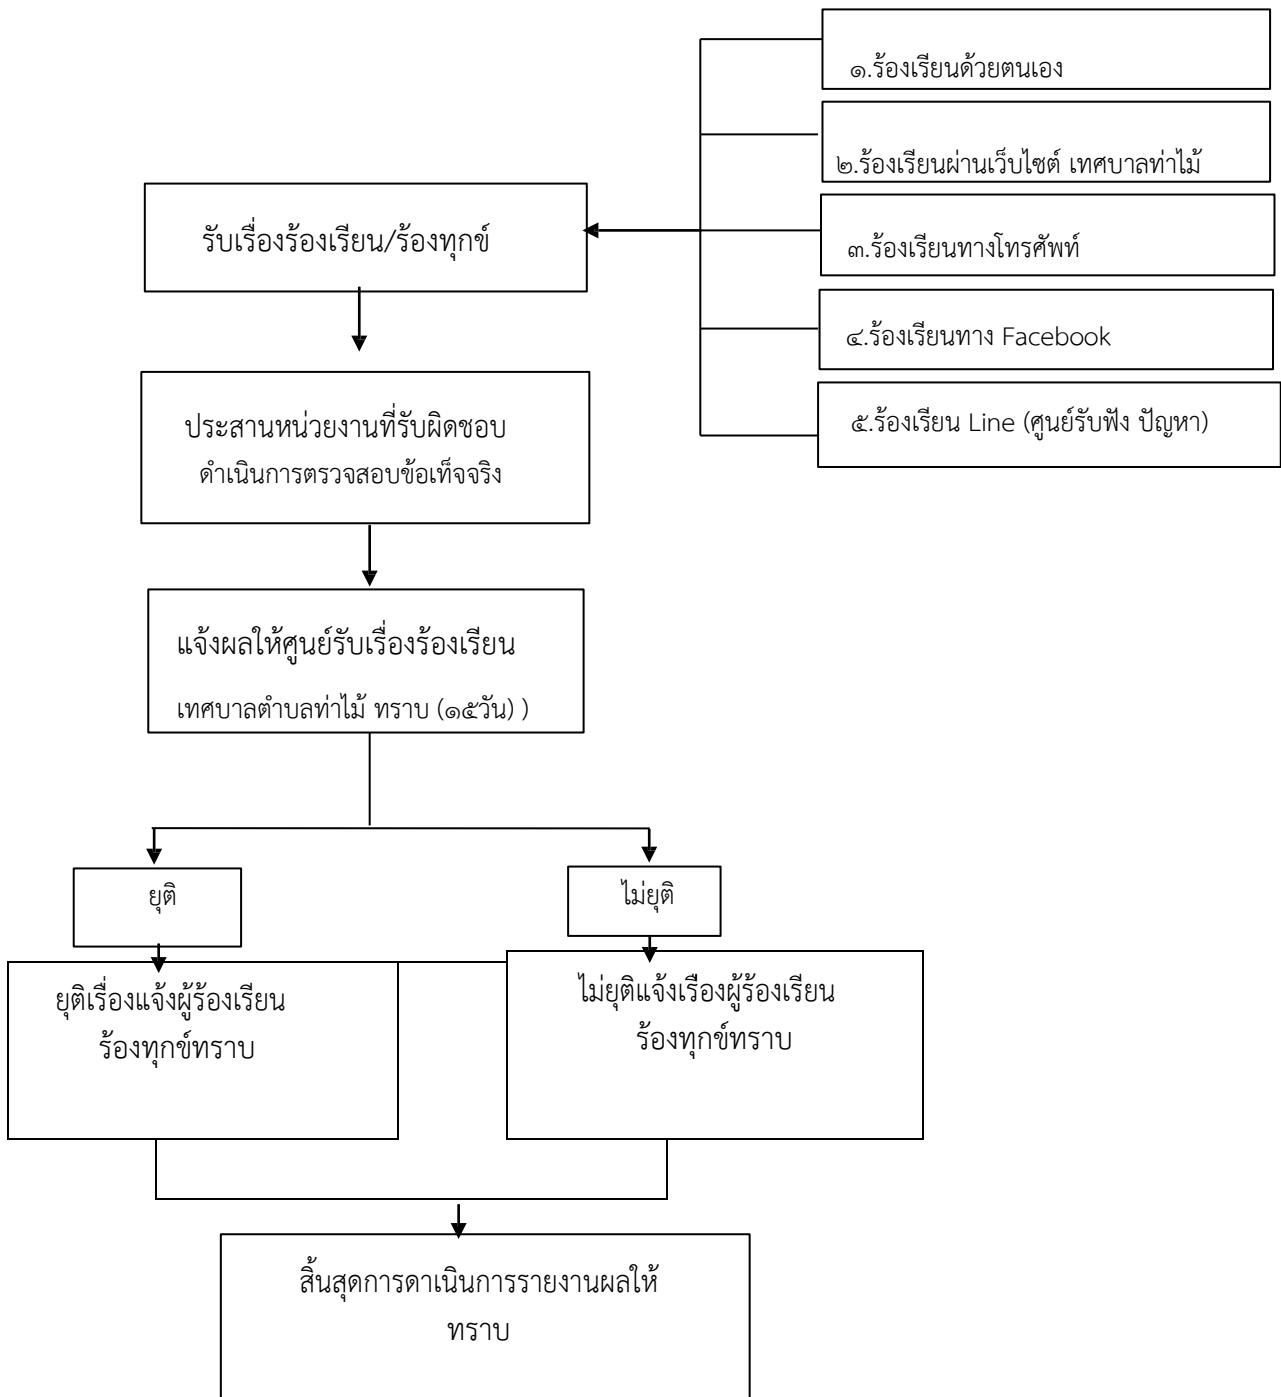 ๑.ร้องเรียนด้วยตนเอง
๒.ร้องเรียนผ่านเว็บไซต์ เทศบาลท่าไม้
รับเรื่องร้องเรียน/ร้องทุกข์
๓.ร้องเรียนทางโทรศัพท์
๔.ร้องเรียนทาง Facebook
๕.ร้องเรียน Line (ศูนย์รับฟัง ปัญหา)
ประสานหน่วยงานที่รับผิดชอบ
ดำเนินการตรวจสอบข้อเท็จจริง
แจ้งผลให้ศูนย์รับเรื่องร้องเรียน
เทศบาลตำบลท่าไม้ ทราบ (๑๕วัน) )
ยุติ
ไม่ยุติ
ยุติเรื่องแจ้งผู้ร้องเรียน
ร้องทุกข์ทราบ
ไม่ยุติแจ้งเรืองผู้ร้องเรียน
ร้องทุกข์ทราบ
สิ้นสุดการดาเนินการรายงานผลให้
ทราบ